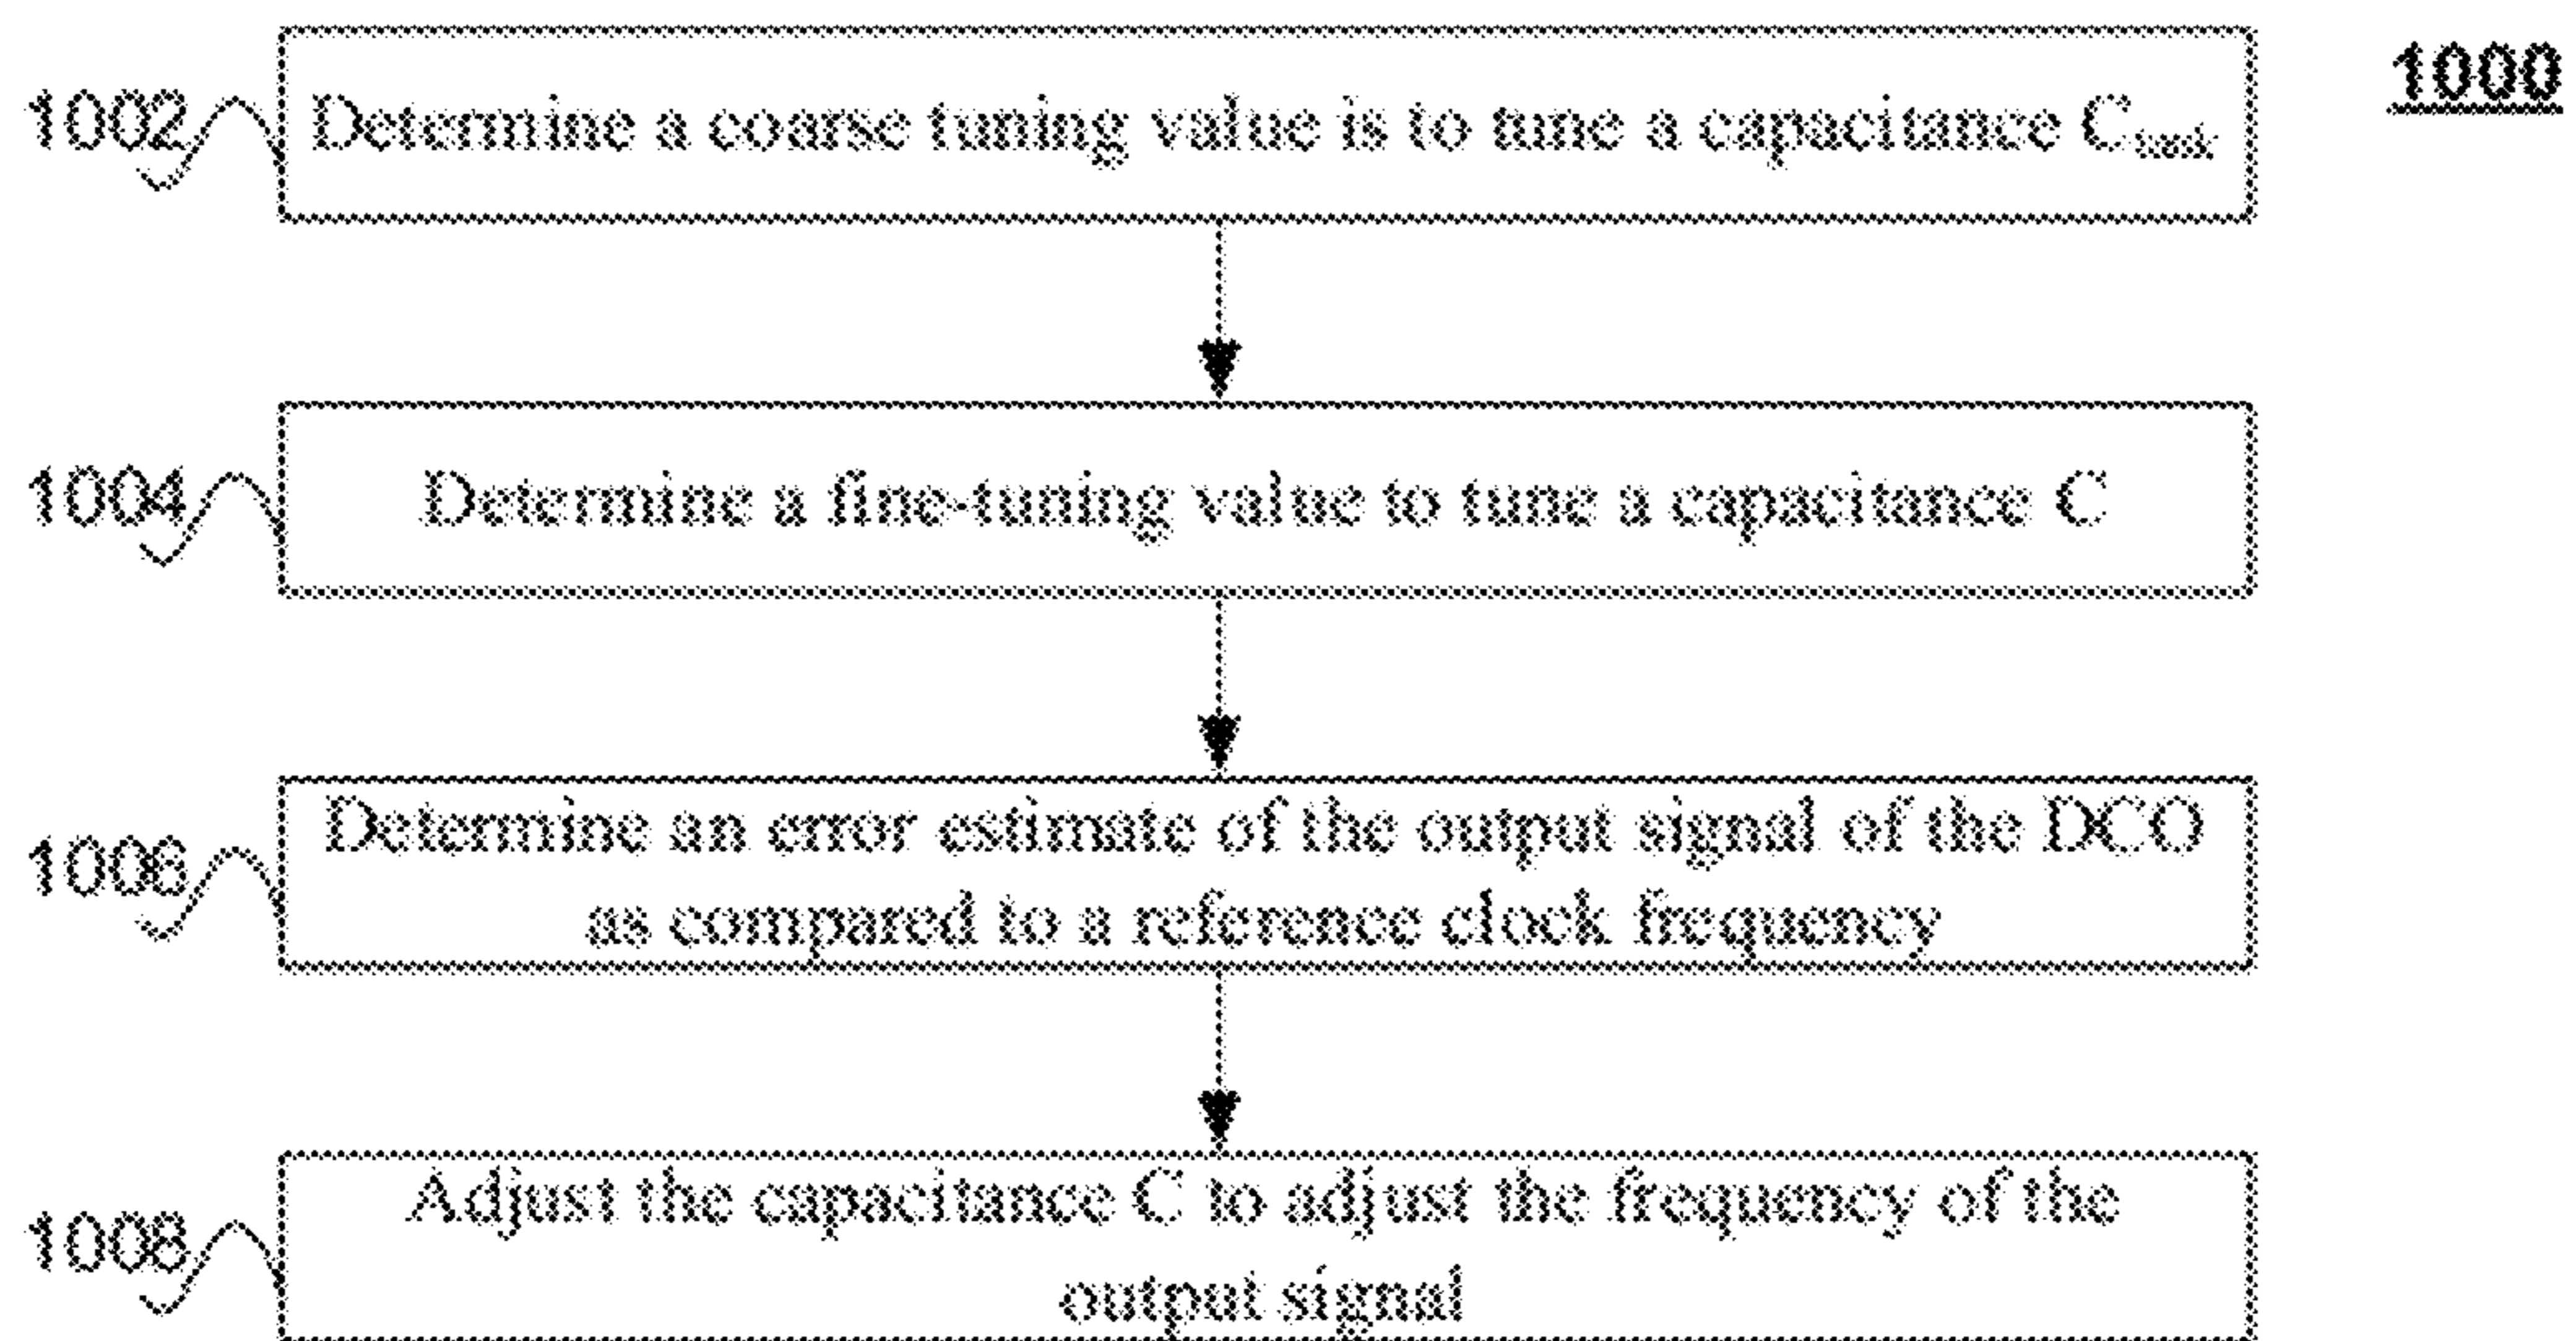 1000
1002 Determine a coarse tuning value is to tune a capacitance Ctank
1004 Determine a fine-tuning value to tune a capacitance C
1006 Determine an error estimate of the output signal of the DCO
as compared to a reference clock frequency
1008 Adjust the capacitance C to adjust the frequency of the
output signal